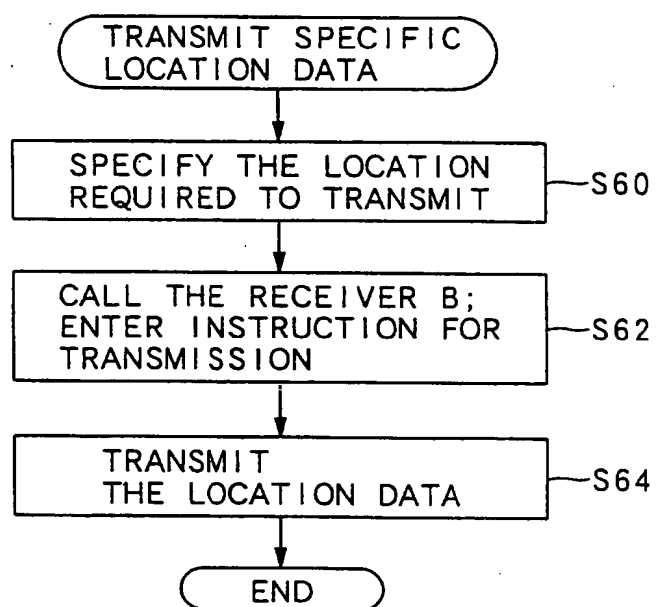 TRANSMIT SPECIFIC
LOCATION DATA
SPECIFY THE LOCATION
REQUIRED TO TRANSMIT
S60
CALL THE RECEIVER B;
ENTER INSTRUCTION FOR
TRANSMISSION
S62
TRANSMIT
THE LOCATION DATA
S64
END